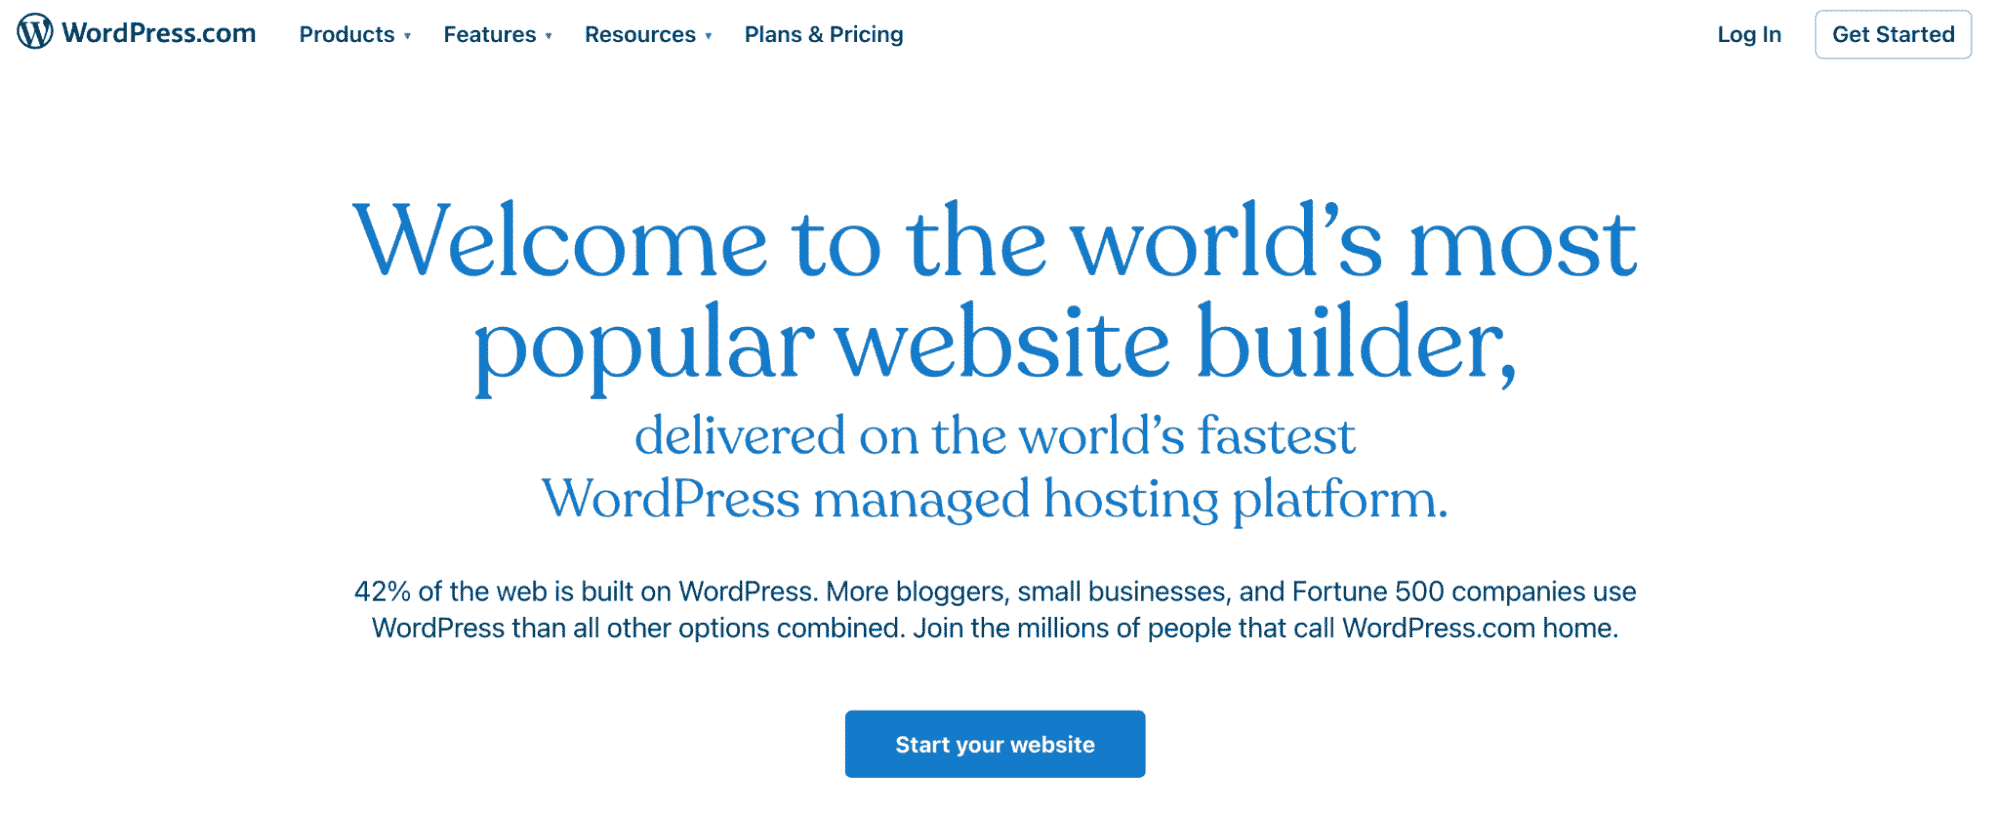 WordPress.com Products Features Resources Plans & Pricing Log In Get Started
Welcome to the world’s most
popular website builder,
delivered on the world’s fastest
WordPress managed hosting platform.
42% of the web is built on WordPress. More bloggers, small businesses, and Fortune 500 companies use
WordPress than all other options combined. Join the millions of people that call WordPress.com home.
Start your website